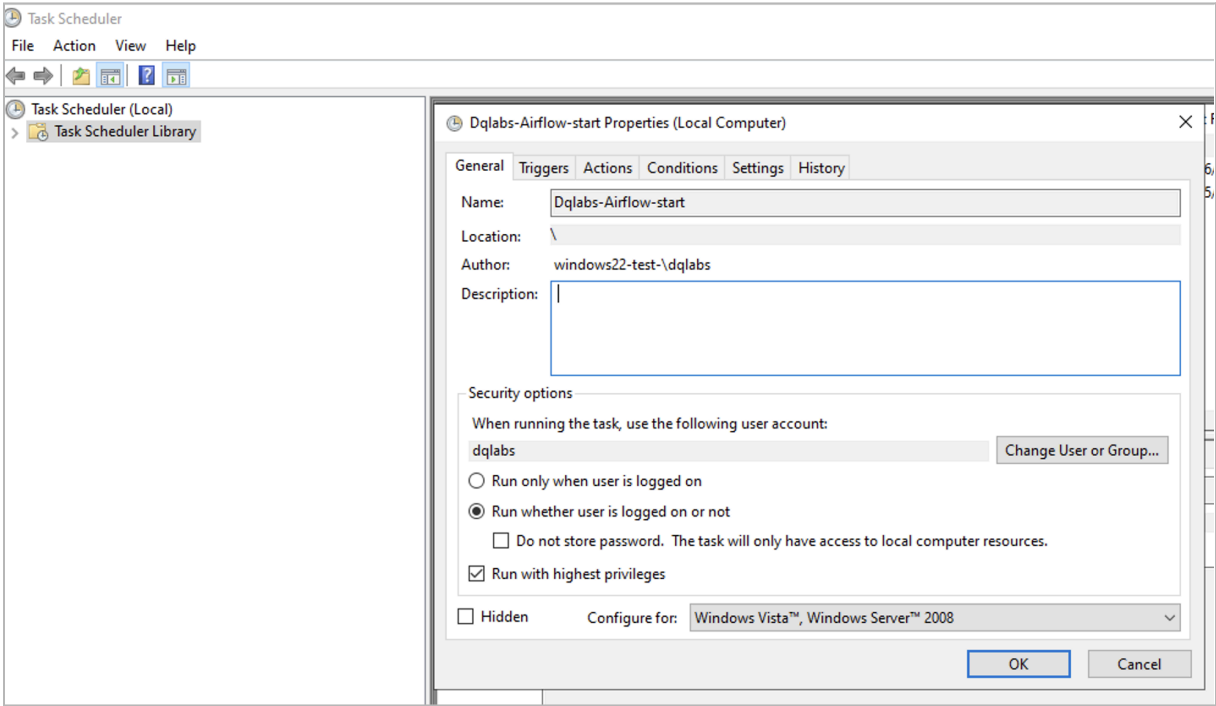 Task Scheduler
File Action View Help
Task Scheduler (Local)
Task Scheduler Library
Dqlabs-Airflow-start Properties (Local Computer)
General Triggers Actions Conditions Settings History
Name: Dqlabs-Airflow-start
Location: \
Author: windows22-test-\dqlabs
Description:
Security options
When running the task, use the following user account:
dqlabs Change User or Group...
Run only when user is logged on
Run whether user is logged on or not
Do not store password. The task will only have access to local computer resources.
Run with highest privileges
Hidden Configure for: Windows Vista™, Windows Server™ 2008
OK Cancel